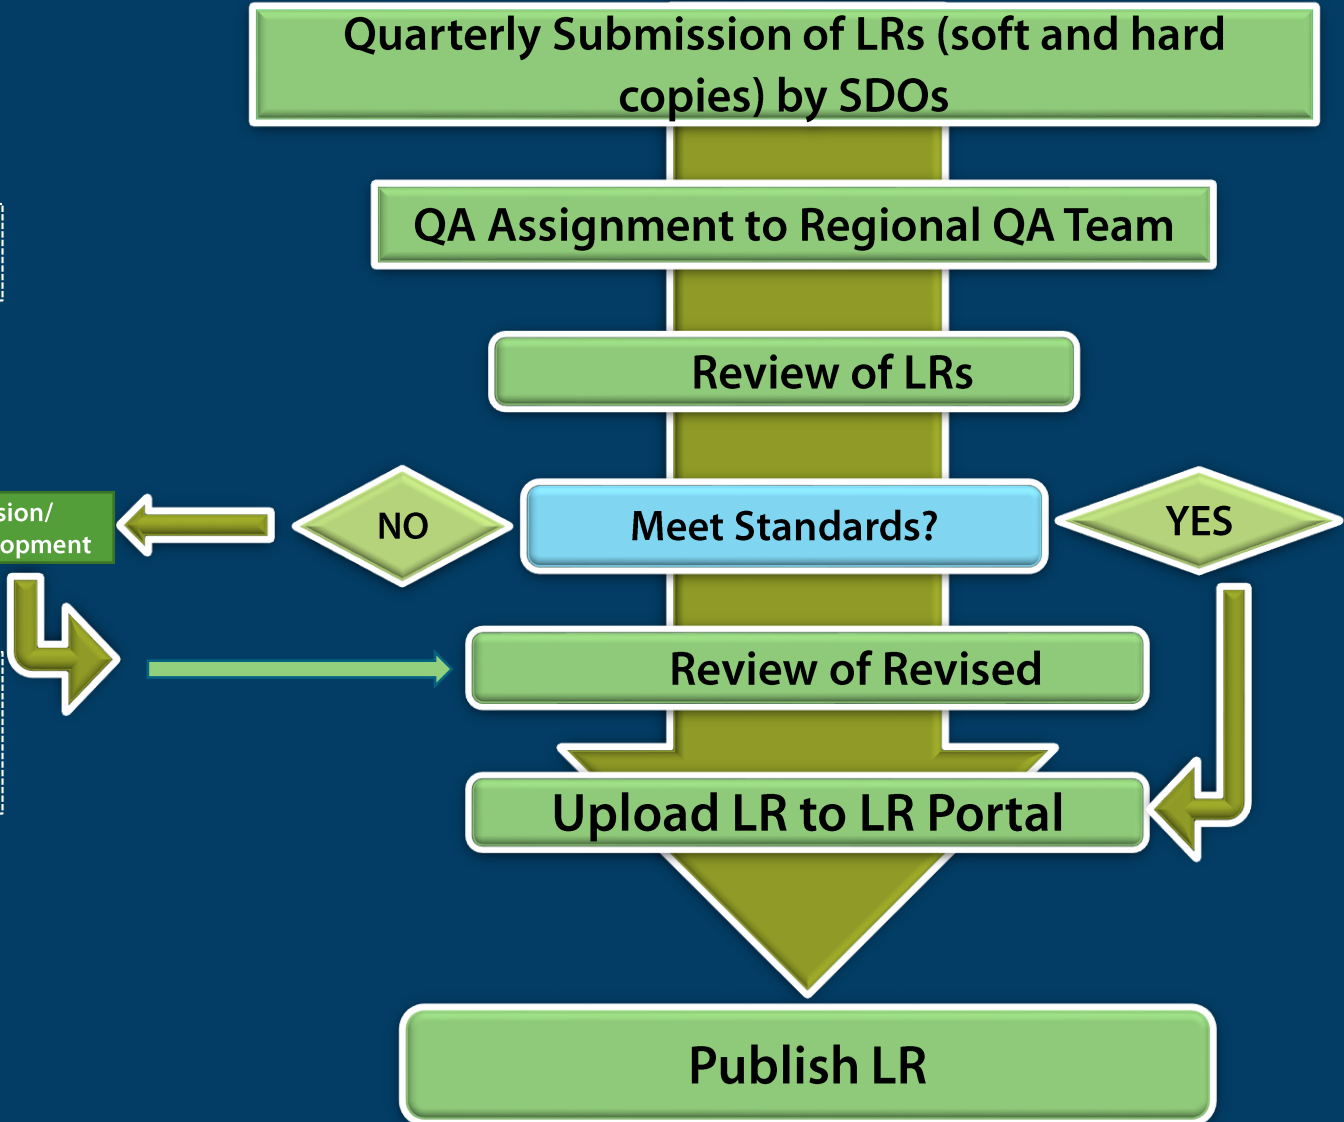 Quarterly Submission of LRs (soft and hard
copies) by SDOs
QA Assignment to Regional QA Team
Review of LRs
NO
Meet Standards?
YES
sion/
opment
Review of Revised
Upload LR to LR Portal
Publish LR